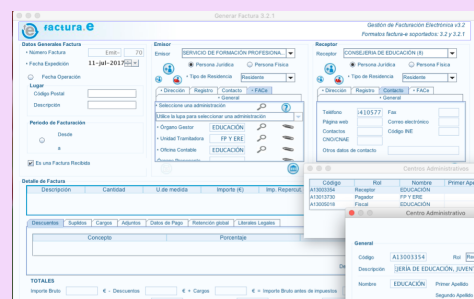 Generar Factura 3.2.1
factura.e
Gestión de Facturación Electrónica v3.2
Formatos factura-e soportados: 3.2 y 3.2.1
Datos Generales Factura
Número Factura
Emit-
70
Fecha Expedición
11-jul-2017
Fecha Operación
Lugar
Código Postal
Descripción
Período de Facturación
Desde
a
Es una Factura Recibida
Emisor
Emisor
SERVICIO DE FORMACIÓN PROFESIONA...
Persona Jurídica
Persona Física
Tipo de Residencia
Residente
Dirección
Registro
Contacto
FACe
General
Seleccione una administración
Utilice la lupa para seleccionar una administración
Órgano Gestor
EDUCACIÓN
Unidad Tramitadora
FP Y ERE
Oficina Contable
EDUCACIÓN
Receptor
Receptor
CONSEJERIA DE EDUCACIÓN (II)
Persona Jurídica
Persona Física
Tipo de Residencia
Residente
Dirección
Registro
Contacto
FACe
General
Teléfono
410577
Fax
Página web
Correo electrónico
Contactos
Código INE
CNO/CNAE
Otros datos de contacto
Centros Administrativos
Código
Rol
Nombre
Primer Ape
A13003354
Receptor
EDUCACIÓN
A13013730
Pagador
FP Y ERE
Fiscal
EDUCACIÓN
Centro Administrativo
General
Código
A13003354
Rol
Re
Descripción
JERÍA DE EDUCACIÓN, JUVEN
Nombre
EDUCACIÓN
Primer Apellido
Segundo Apellido
Detalle de Factura
Descripción
Cantidad
U.de medida
Importe (€)
Imp. Repercut.
Descuentos
Suplidos
Cargos
Adjuntos
Datos de Pago
Retención global
Literales Legales
Concepto
Porcentaje
De
TOTALES
Importe Bruto
€ - Descuentos
€ + Cargos
€ = Importe Bruto antes de impuestos